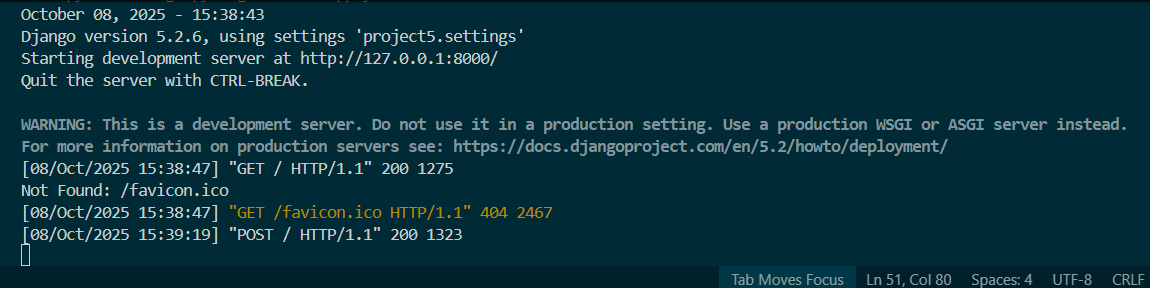 October 08, 2025 - 15:38:43
Django version 5.2.6, using settings 'project5.settings'
Starting development server at http://127.0.0.1:8000/
Quit the server with CTRL-BREAK.
WARNING: This is a development server. Do not use it in a production setting. Use a production WSGI or ASGI server instead.
For more information on production servers see: https://docs.djangoproject.com/en/5.2/howto/deployment/
[08/Oct/2025 15:38:47] "GET / HTTP/1.1" 200 1275
Not Found: /favicon.ico
[08/Oct/2025 15:38:47] "GET /favicon.ico HTTP/1.1" 404 2467
[08/Oct/2025 15:39:19] "POST / HTTP/1.1" 200 1323
Tab Moves Focus Ln 51, Col 80 Spaces: 4 UTF-8 CRLF